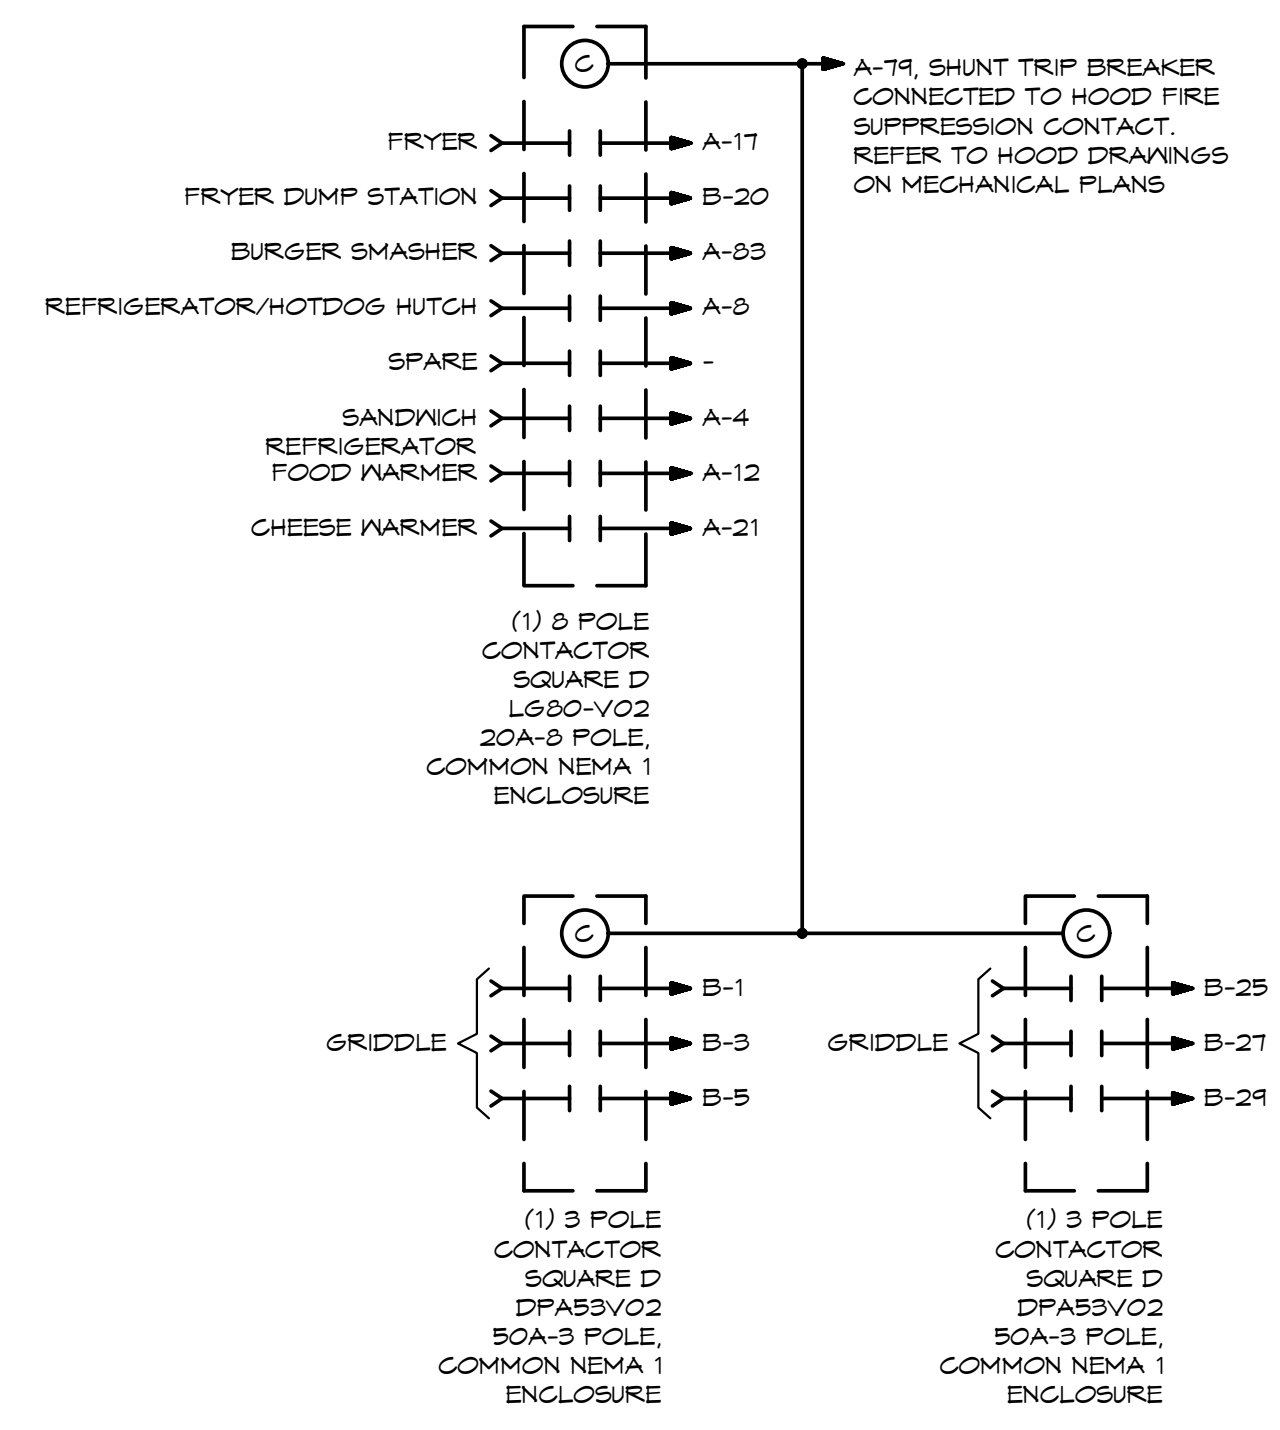 C
A-79, SHUNT TRIP BREAKER
CONNECTED TO HOOD FIRE
SUPPRESSION CONTACT.
REFER TO HOOD DRAWINGS
ON MECHANICAL PLANS
FRYER A-17
FRYER DUMP STATION B-20
BURGER SMASHER A-83
REFRIGERATOR/HOTDOG HUTCH A-8
SPARE -
SANDWICH A-4
REFRIGERATOR
FOOD WARMER A-12
CHEESE WARMER A-21
(1) 8 POLE
CONTACTOR
SQUARE D
LG80-V02
20A-8 POLE,
COMMON NEMA 1
ENCLOSURE
C
B-1
GRIDDLE B-3
B-5
(1) 3 POLE
CONTACTOR
SQUARE D
DPA53V02
50A-3 POLE,
COMMON NEMA 1
ENCLOSURE
C
B-25
GRIDDLE B-27
B-29
(1) 3 POLE
CONTACTOR
SQUARE D
DPA53V02
50A-3 POLE,
COMMON NEMA 1
ENCLOSURE